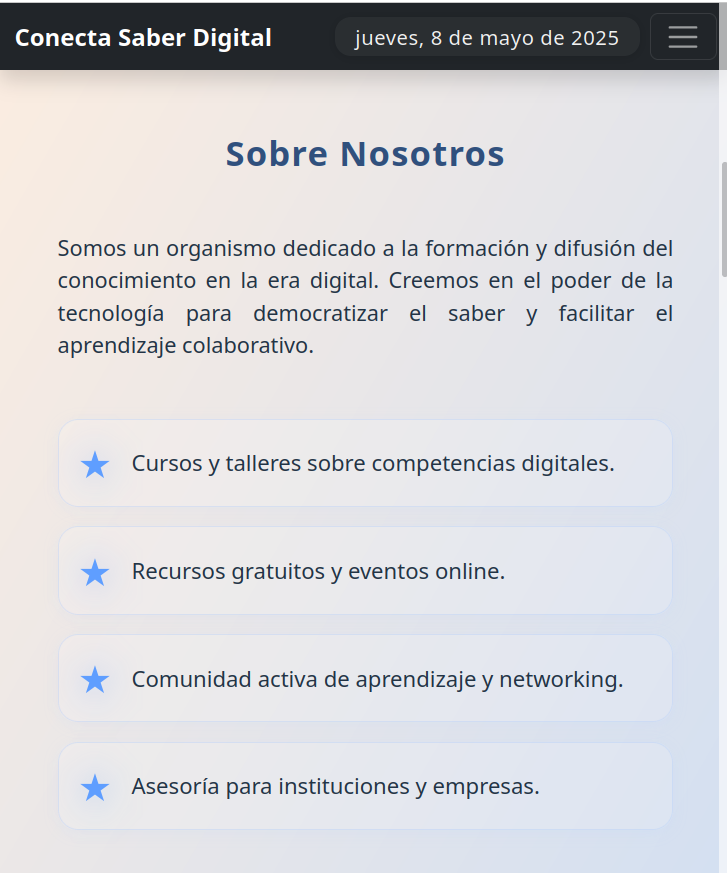 Conecta Saber Digital
jueves, 8 de mayo de 2025
Sobre Nosotros
Somos un organismo dedicado a la formación y difusión del
conocimiento en la era digital. Creemos en el poder de la
tecnología para democratizar el saber y facilitar el
aprendizaje colaborativo.
Cursos y talleres sobre competencias digitales.
Recursos gratuitos y eventos online.
Comunidad activa de aprendizaje y networking.
Asesoría para instituciones y empresas.